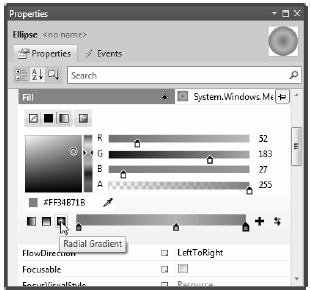 Properties
Ellipse <no name>
Properties Events
Search
Fill System.Windows.Me
R 52
G 183
B 27
A 255
#FF34B71B
Radial Gradient
FlowDirection LeftToRight
Focusable
FocusVisualStyle Resource